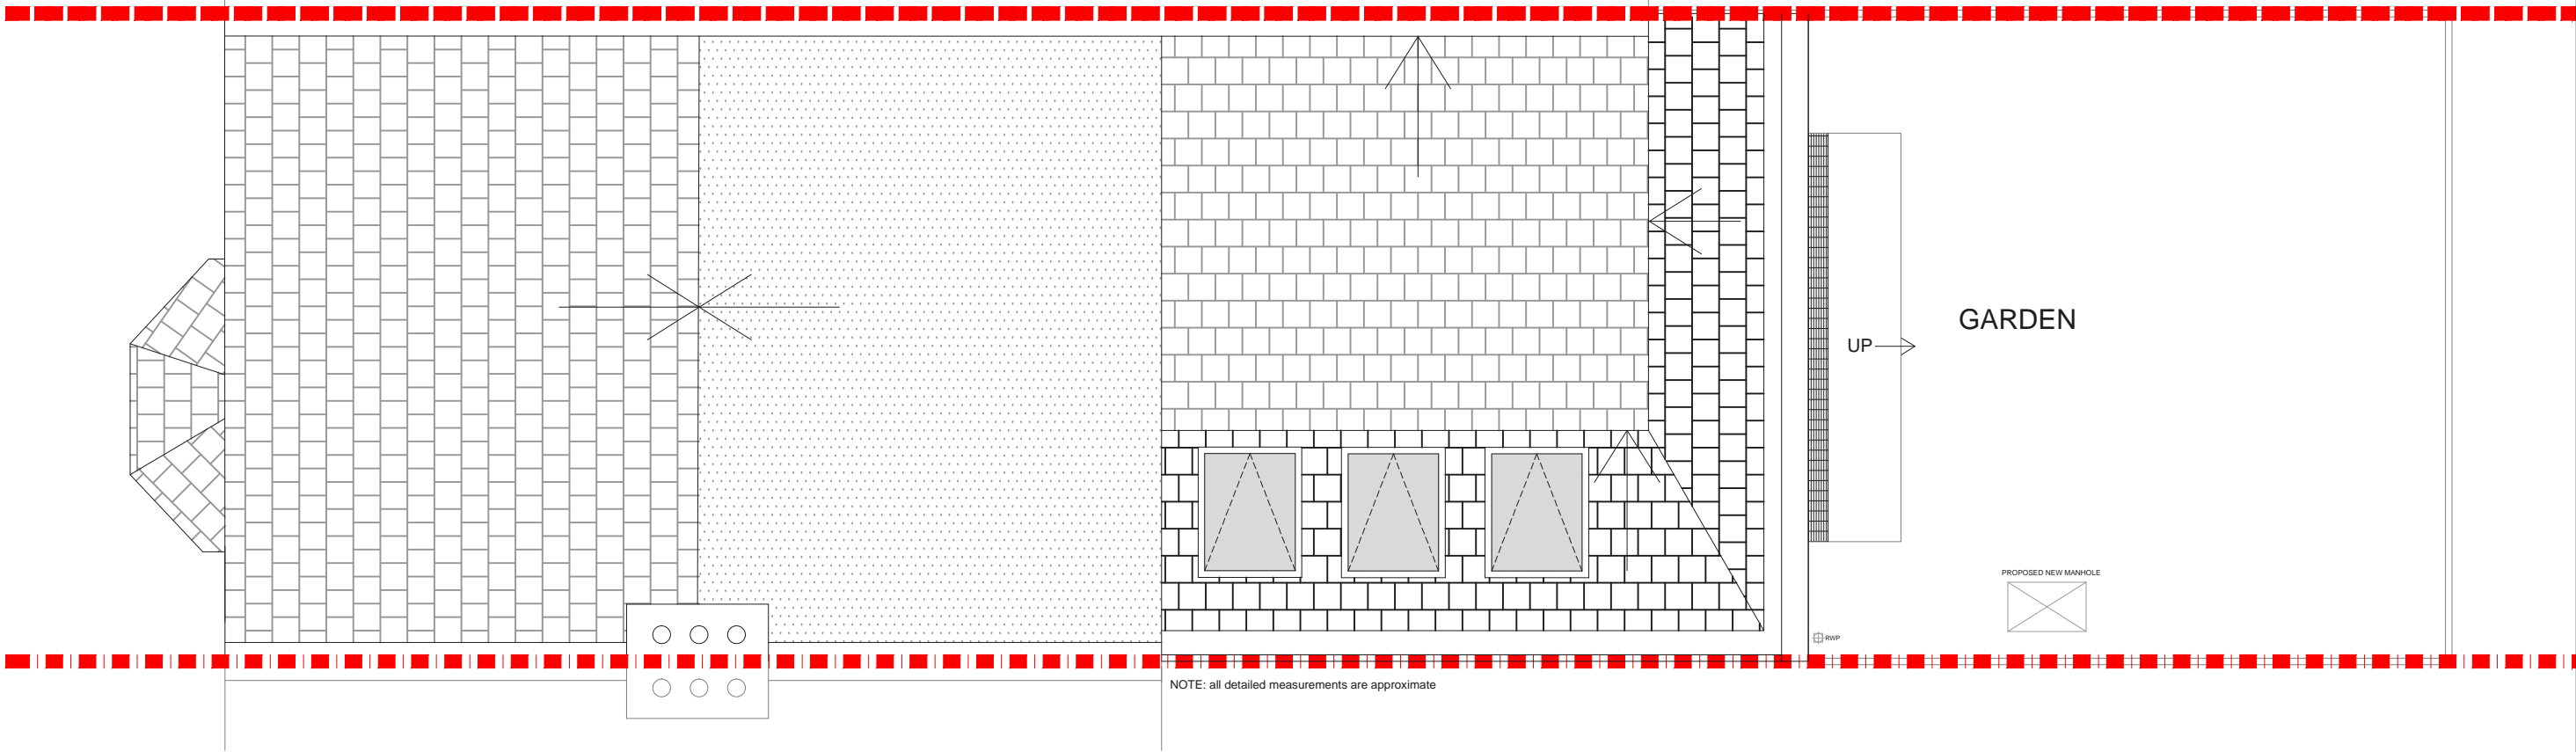 GARDEN
UP
PROPOSED NEW MANHOLE
RWP
NOTE: all detailed measurements are approximate